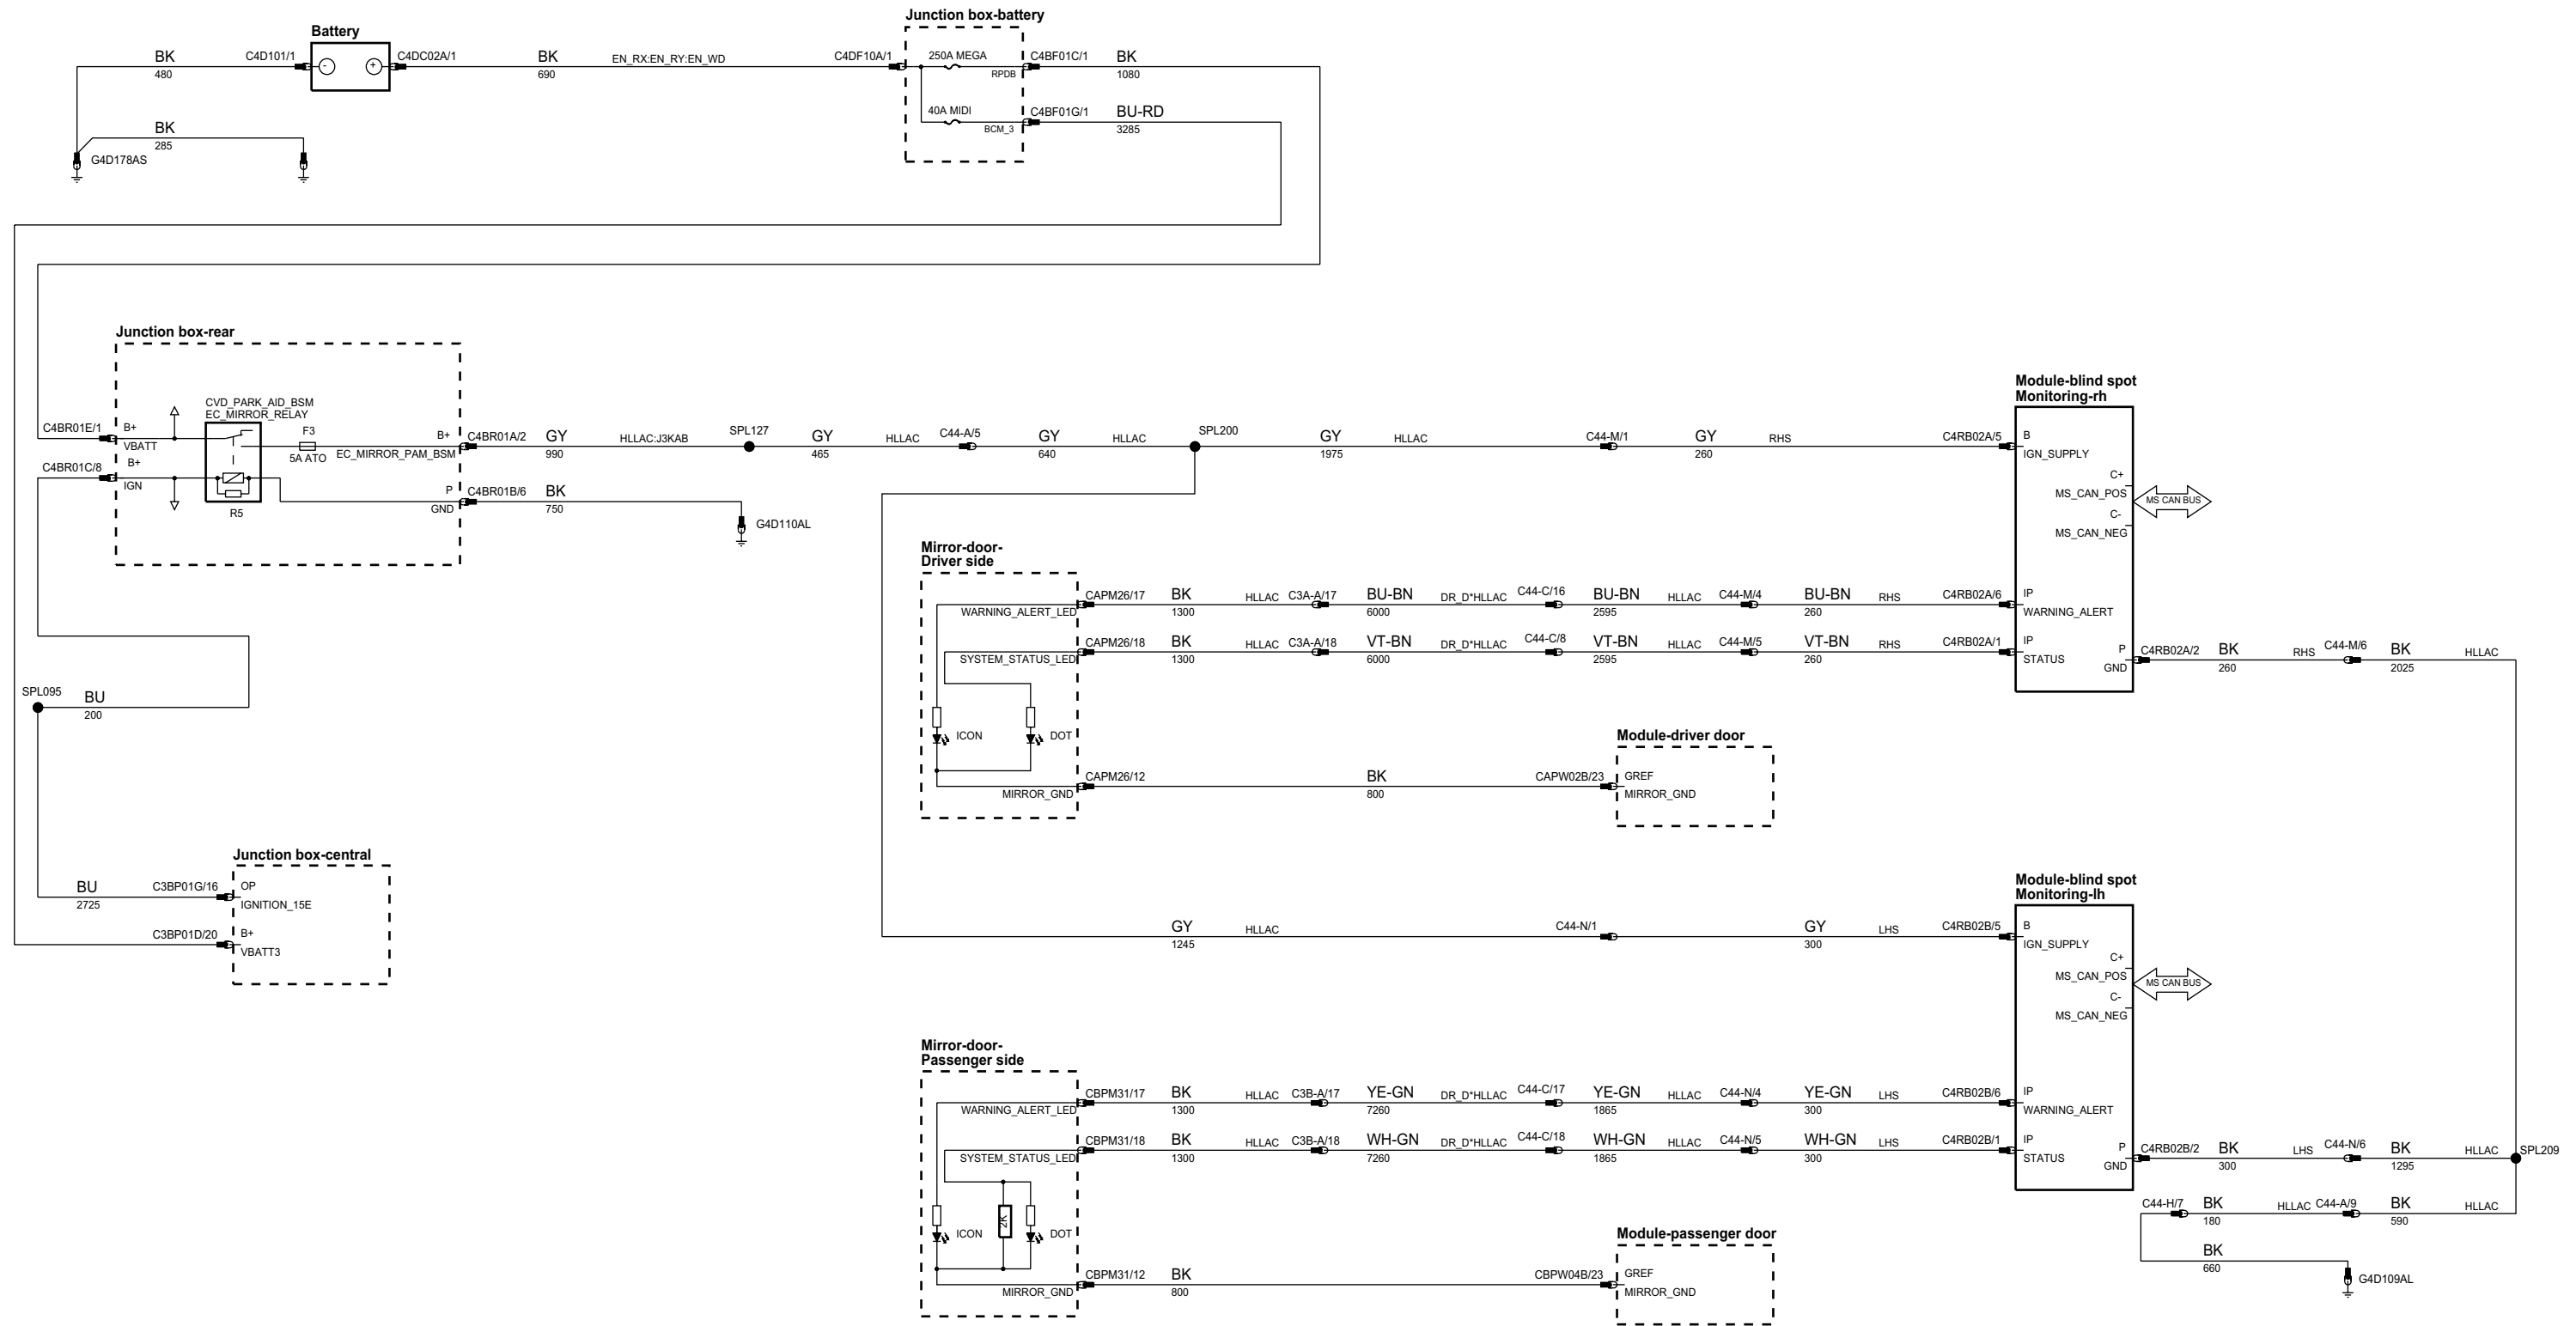 Junction box-battery
Battery
BK
480
C4D101/1
-
+
C4DC02A/1
BK
690
EN_RX:EN_RY:EN_WD
C4DF10A/1
250A MEGA
RPDB
C4BF01C/1
BK
1080
40A MIDI
BCM_3
C4BF01G/1
BU-RD
3285
BK
285
G4D178AS
Junction box-rear
CVD_PARK_AID_BSM
EC_MIRROR_RELAY
C4BR01E/1
B+
VBATT
F3
5A ATO
B+
EC_MIRROR_PAM_BSM
C4BR01A/2
GY
990
HLLAC:J3KAB
SPL127
GY
465
HLLAC
C44-A/5
GY
640
HLLAC
SPL200
GY
1975
HLLAC
C44-M/1
GY
260
RHS
C4RB02A/5
C4BR01C/8
B+
IGN
R5
P
GND
C4BR01B/6
BK
750
G4D110AL
Module-blind spot
Monitoring-rh
B
IGN_SUPPLY
C+
MS_CAN_POS
C-
MS_CAN_NEG
MS CAN BUS
IP
WARNING_ALERT
IP
STATUS
P
GND
C4RB02A/2
BK
260
RHS
C44-M/6
BK
2025
HLLAC
Mirror-door-
Driver side
WARNING_ALERT_LED
CAPM26/17
BK
1300
HLLAC
C3A-A/17
BU-BN
6000
DR_D*HLLAC
C44-C/16
BU-BN
2595
HLLAC
C44-M/4
BU-BN
260
RHS
C4RB02A/6
SYSTEM_STATUS_LED
CAPM26/18
BK
1300
HLLAC
C3A-A/18
VT-BN
6000
DR_D*HLLAC
C44-C/8
VT-BN
2595
HLLAC
C44-M/5
VT-BN
260
RHS
C4RB02A/1
ICON
DOT
MIRROR_GND
CAPM26/12
BK
800
CAPW02B/23
Module-driver door
GREF
MIRROR_GND
SPL095
BU
200
Junction box-central
BU
2725
C3BP01G/16
OP
IGNITION_15E
C3BP01D/20
B+
VBATT3
GY
1245
HLLAC
C44-N/1
GY
300
LHS
C4RB02B/5
Module-blind spot
Monitoring-lh
B
IGN_SUPPLY
C+
MS_CAN_POS
C-
MS_CAN_NEG
MS CAN BUS
IP
WARNING_ALERT
IP
STATUS
P
GND
C4RB02B/2
BK
300
LHS
C44-N/6
BK
1295
HLLAC
SPL209
Mirror-door-
Passenger side
WARNING_ALERT_LED
CBPM31/17
BK
1300
HLLAC
C3B-A/17
YE-GN
7260
DR_D*HLLAC
C44-C/17
YE-GN
1865
HLLAC
C44-N/4
YE-GN
300
LHS
C4RB02B/6
SYSTEM_STATUS_LED
CBPM31/18
BK
1300
HLLAC
C3B-A/18
WH-GN
7260
DR_D*HLLAC
C44-C/18
WH-GN
1865
HLLAC
C44-N/5
WH-GN
300
LHS
C4RB02B/1
ICON
2K
DOT
MIRROR_GND
CBPM31/12
BK
800
CBPW04B/23
Module-passenger door
GREF
MIRROR_GND
C44-H/7
BK
180
HLLAC
C44-A/9
BK
590
HLLAC
BK
660
G4D109AL